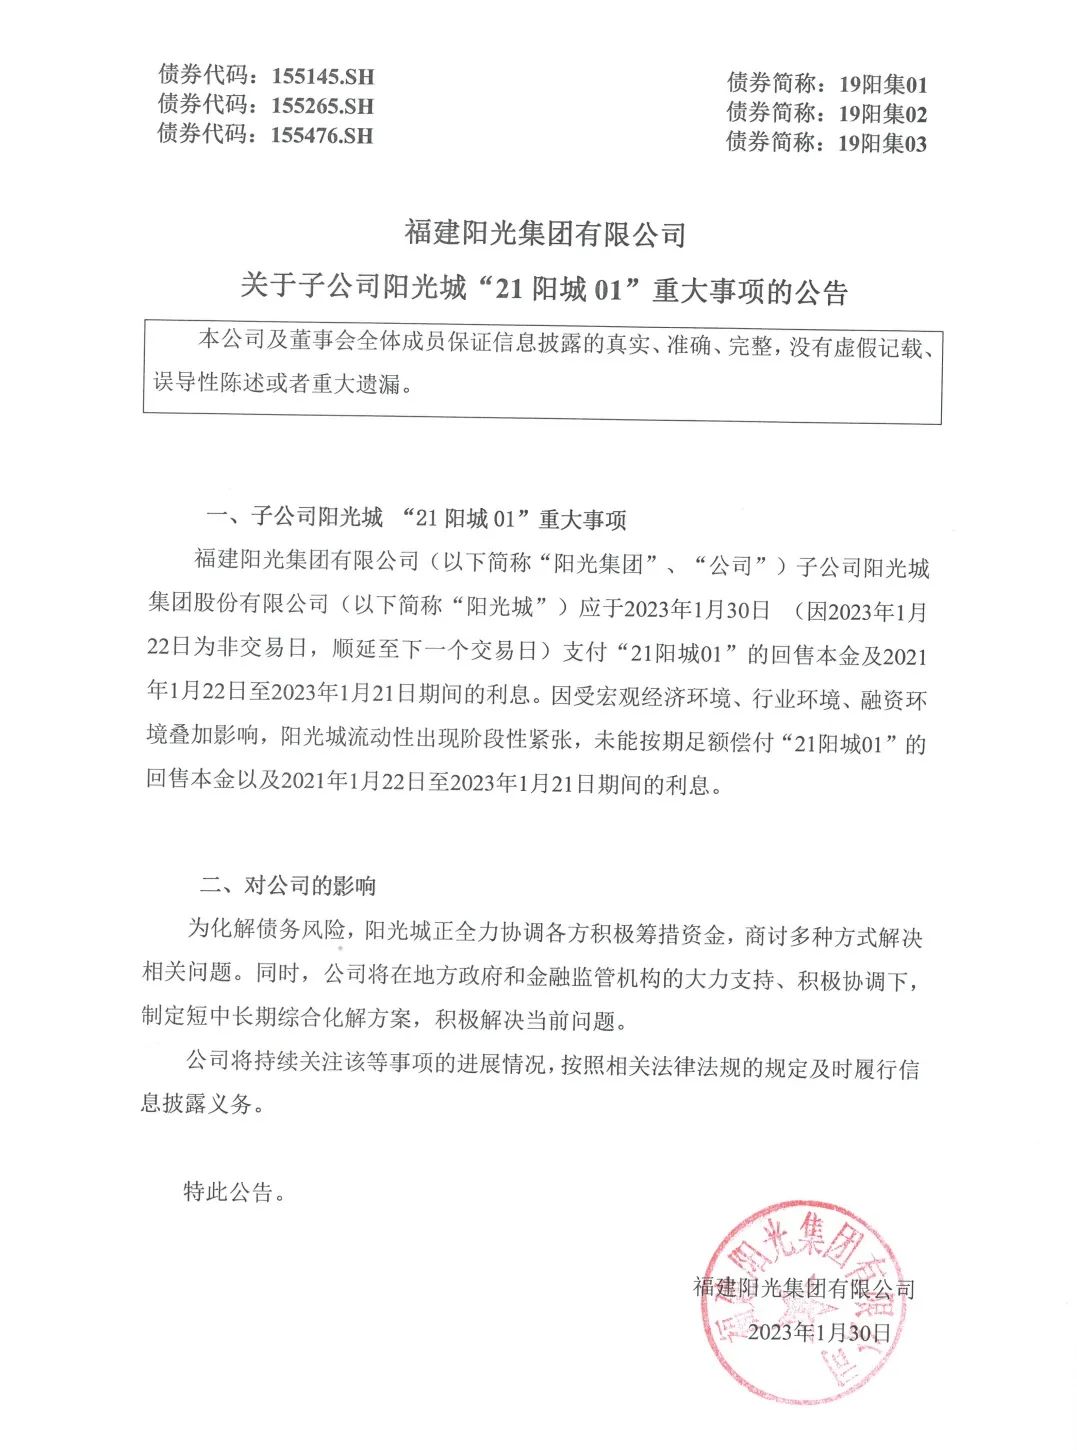 债券代码：155145.SH
债券简称：19阳集01
债券代码：155265.SH
债券简称：19阳集02
债券代码：155476.SH
债券简称：19阳集03
福建阳光集团有限公司
关于子公司阳光城“21 阳城 01”重大事项的公告
本公司及董事会全体成员保证信息披露的真实、准确、完整，没有虚假记载、
误导性陈述或者重大遗漏。
一、子公司阳光城 “21 阳城 01”重大事项
福建阳光集团有限公司（以下简称“阳光集团”、“公司”）子公司阳光城
集团股份有限公司（以下简称“阳光城”）应于2023年1月30日 （因2023年1月
22日为非交易日，顺延至下一个交易日）支付“21阳城01”的回售本金及2021
年1月22日至2023年1月21日期间的利息。因受宏观经济环境、行业环境、融资环
境叠加影响，阳光城流动性出现阶段性紧张，未能按期足额偿付“21阳城01”的
回售本金以及2021年1月22日至2023年1月21日期间的利息。
二、对公司的影响
为化解债务风险，阳光城正全力协调各方积极筹措资金，商讨多种方式解决
相关问题。同时，公司将在地方政府和金融监管机构的大力支持、积极协调下，
制定短中长期综合化解方案，积极解决当前问题。
公司将持续关注该等事项的进展情况，按照相关法律法规的规定及时履行信
息披露义务。
特此公告。
福建阳光集团有限公司
福建阳光集团有限公司
2023年1月30日